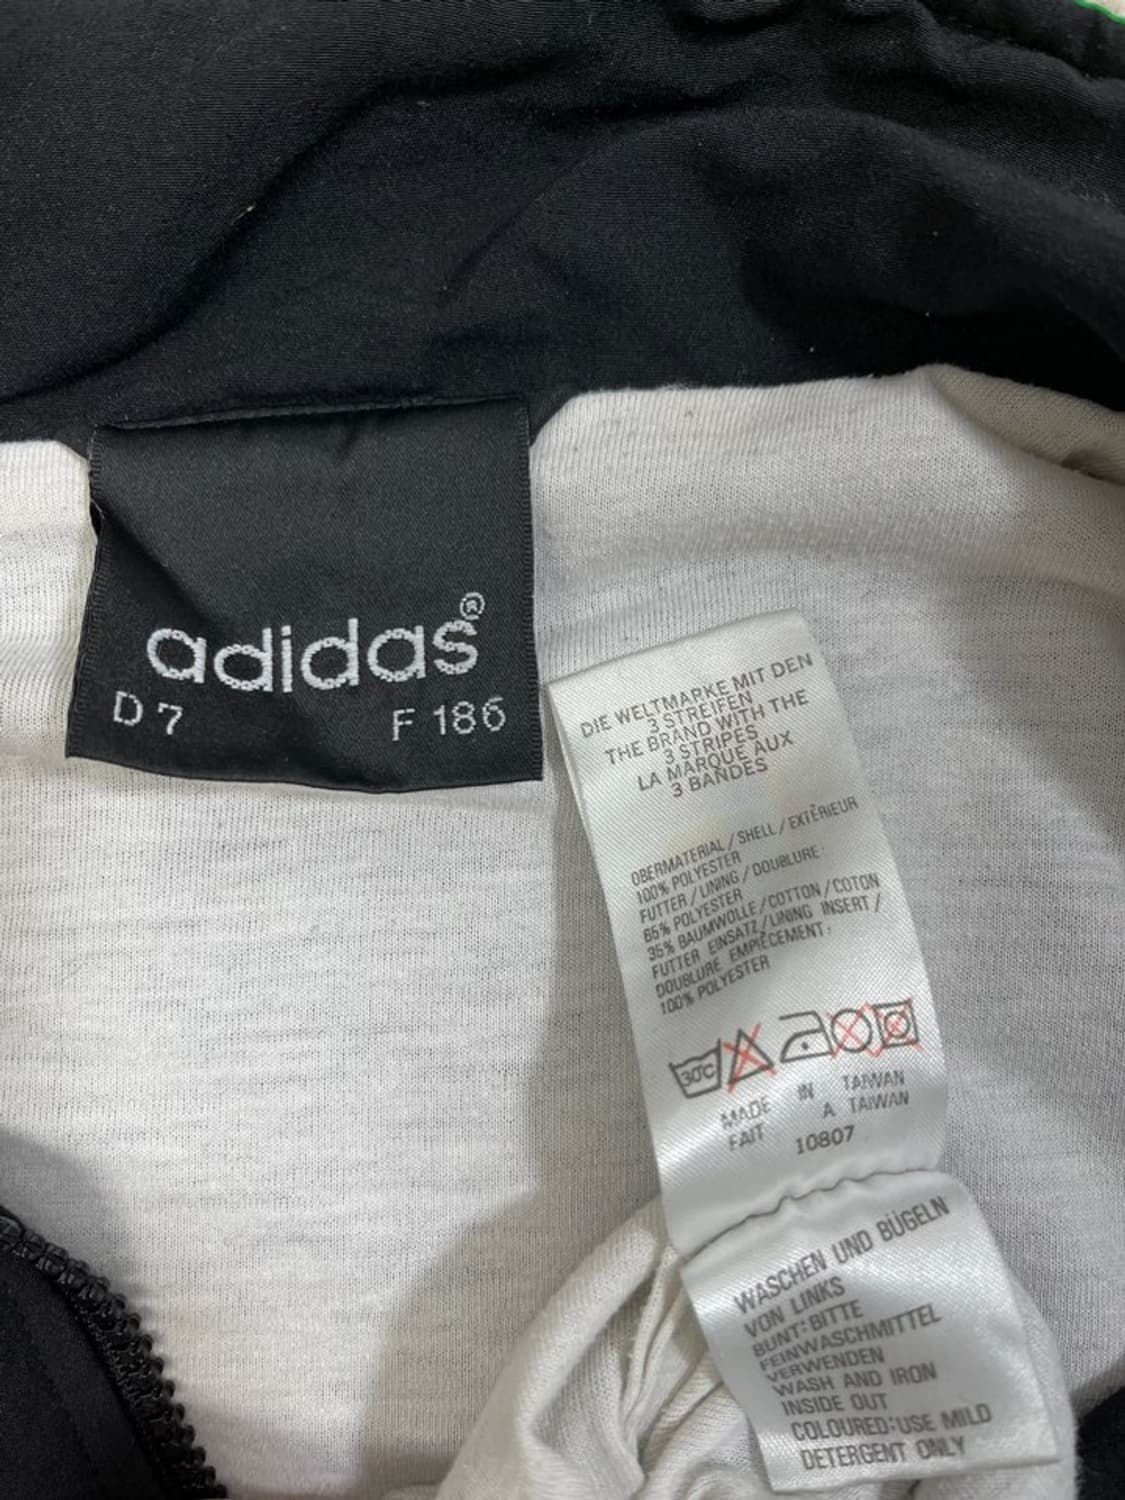 adidas®
D 7 F 186
DIE WELTMARKE MIT DEN
3 STREIFEN
THE BRAND WITH THE
3 STRIPES
LA MARQUE AUX
3 BANDES
OBERMATERIAL / SHELL / EXTÉRIEUR
100% POLYESTER
FUTTER / LINING / DOUBLURE:
65% POLYESTER
35% BAUMWOLLE / COTTON / COTON
FUTTER EINSATZ / LINING INSERT /
DOUBLURE EMPIÈCEMENT:
100% POLYESTER
30°C
MADE IN TAIWAN
FAIT A TAIWAN
10807
WASCHEN UND BÜGELN
VON LINKS
BUNT: BITTE
FEINWASCHMITTEL
VERWENDEN
WASH AND IRON
INSIDE OUT
COLOURED: USE MILD
DETERGENT ONLY